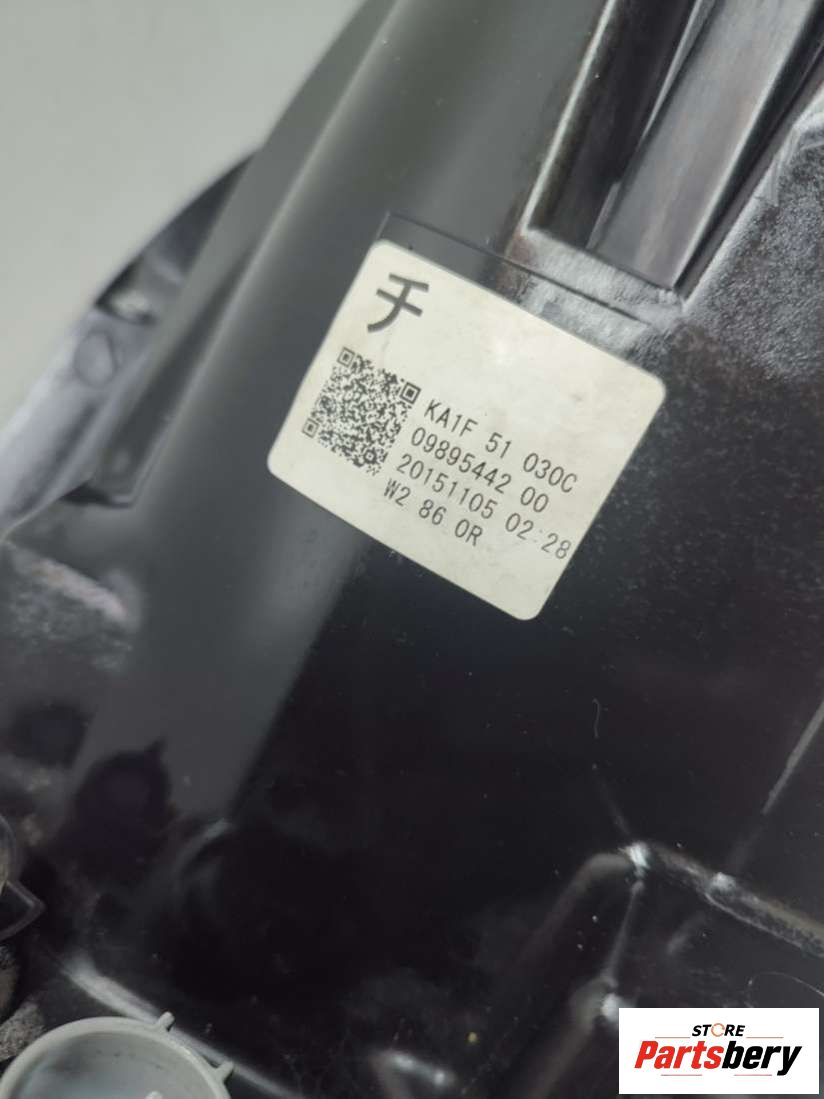 チ
KA1F 51 030C
09895442 00
20151105 02:28
W2 86 0R
STORE
Partsbery